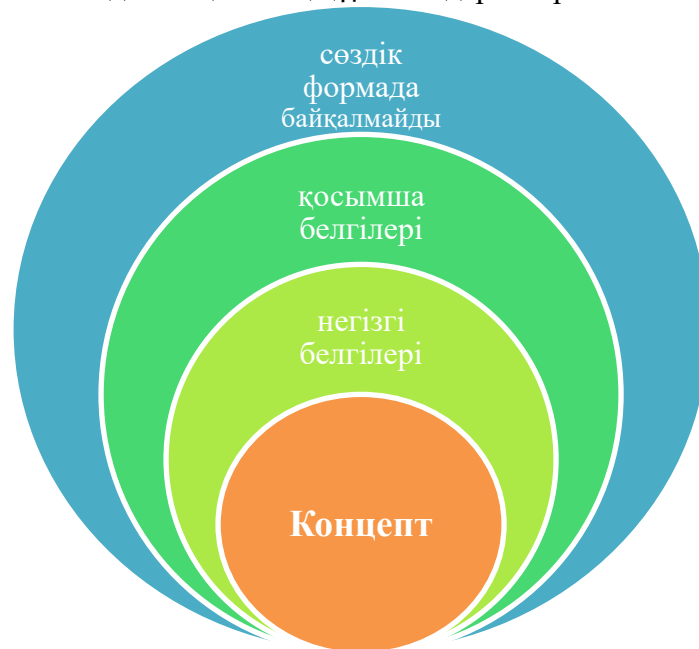 сөздік
формада
байқалмайды
қосымша
белгілері
негізгі
белгілері
Концепт